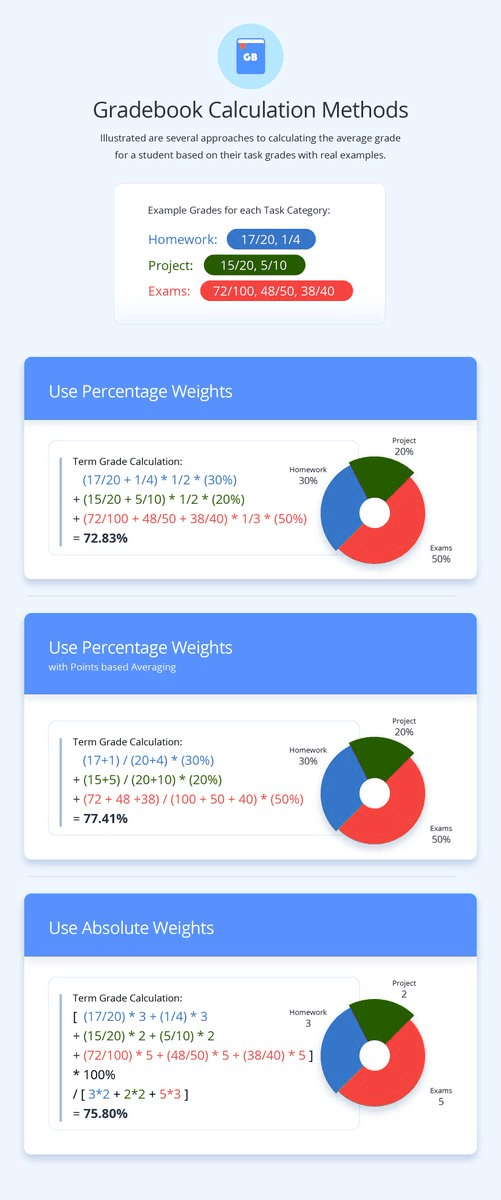 GB
Gradebook Calculation Methods
Illustrated are several approaches to calculating the average grade
for a student based on their task grades with real examples.
Example Grades for each Task Category:
Homework: 17/20, 1/4
Project: 15/20, 5/10
Exams: 72/100, 48/50, 38/40
Use Percentage Weights
Term Grade Calculation:
(17/20 + 1/4) * 1/2 * (30%)
+ (15/20 + 5/10) * 1/2 * (20%)
+ (72/100 + 48/50 + 38/40) * 1/3 * (50%)
= 72.83%
Project
20%
Homework
30%
Exams
50%
Use Percentage Weights
with Points based Averaging
Term Grade Calculation:
(17+1) / (20+4) * (30%)
+ (15+5) / (20+10) * (20%)
+ (72 + 48 +38) / (100 + 50 + 40) * (50%)
= 77.41%
Project
20%
Homework
30%
Exams
50%
Use Absolute Weights
Term Grade Calculation:
[ (17/20) * 3 + (1/4) * 3
+ (15/20) * 2 + (5/10) * 2
+ (72/100) * 5 + (48/50) * 5 + (38/40) * 5 ]
* 100%
/ [ 3*2 + 2*2 + 5*3 ]
= 75.80%
Project
2
Homework
3
Exams
5